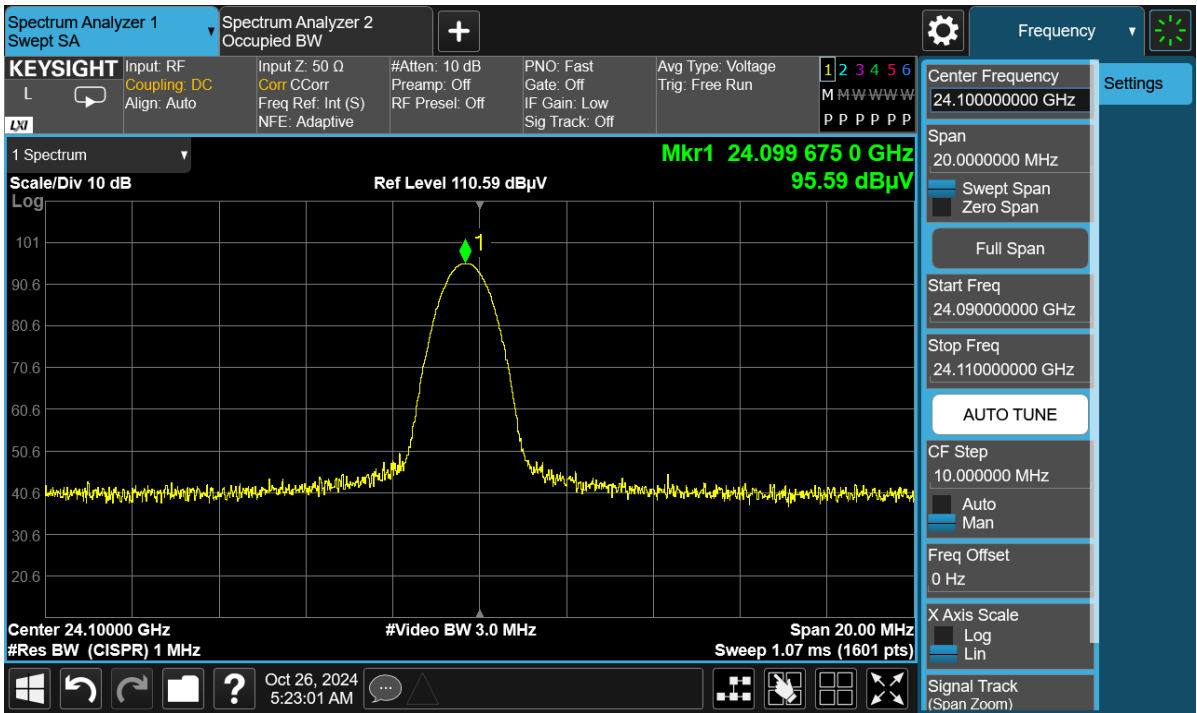 Spectrum Analyzer 1
Swept SA
Spectrum Analyzer 2
Occupied BW
Frequency
KEYSIGHT
L
LXI
Input: RF
Coupling: DC
Align: Auto
Input Z: 50 Ω
Corr CCorr
Freq Ref: Int (S)
NFE: Adaptive
#Atten: 10 dB
Preamp: Off
RF Presel: Off
PNO: Fast
Gate: Off
IF Gain: Low
Sig Track: Off
Avg Type: Voltage
Trig: Free Run
1 2 3 4 5 6
M M W W W W
P P P P P P
1 Spectrum
Mkr1 24.099 675 0 GHz
Scale/Div 10 dB
Ref Level 110.59 dBµV
95.59 dBµV
Log
1
101
90.6
80.6
70.6
60.6
50.6
40.6
30.6
20.6
Center 24.10000 GHz
#Video BW 3.0 MHz
Span 20.00 MHz
#Res BW (CISPR) 1 MHz
Sweep 1.07 ms (1601 pts)
Center Frequency
24.100000000 GHz
Settings
Span
20.0000000 MHz
Swept Span
Zero Span
Full Span
Start Freq
24.090000000 GHz
Stop Freq
24.110000000 GHz
AUTO TUNE
CF Step
10.000000 MHz
Auto
Man
Freq Offset
0 Hz
X Axis Scale
Log
Lin
Signal Track
(Span Zoom)
?
Oct 26, 2024
5:23:01 AM